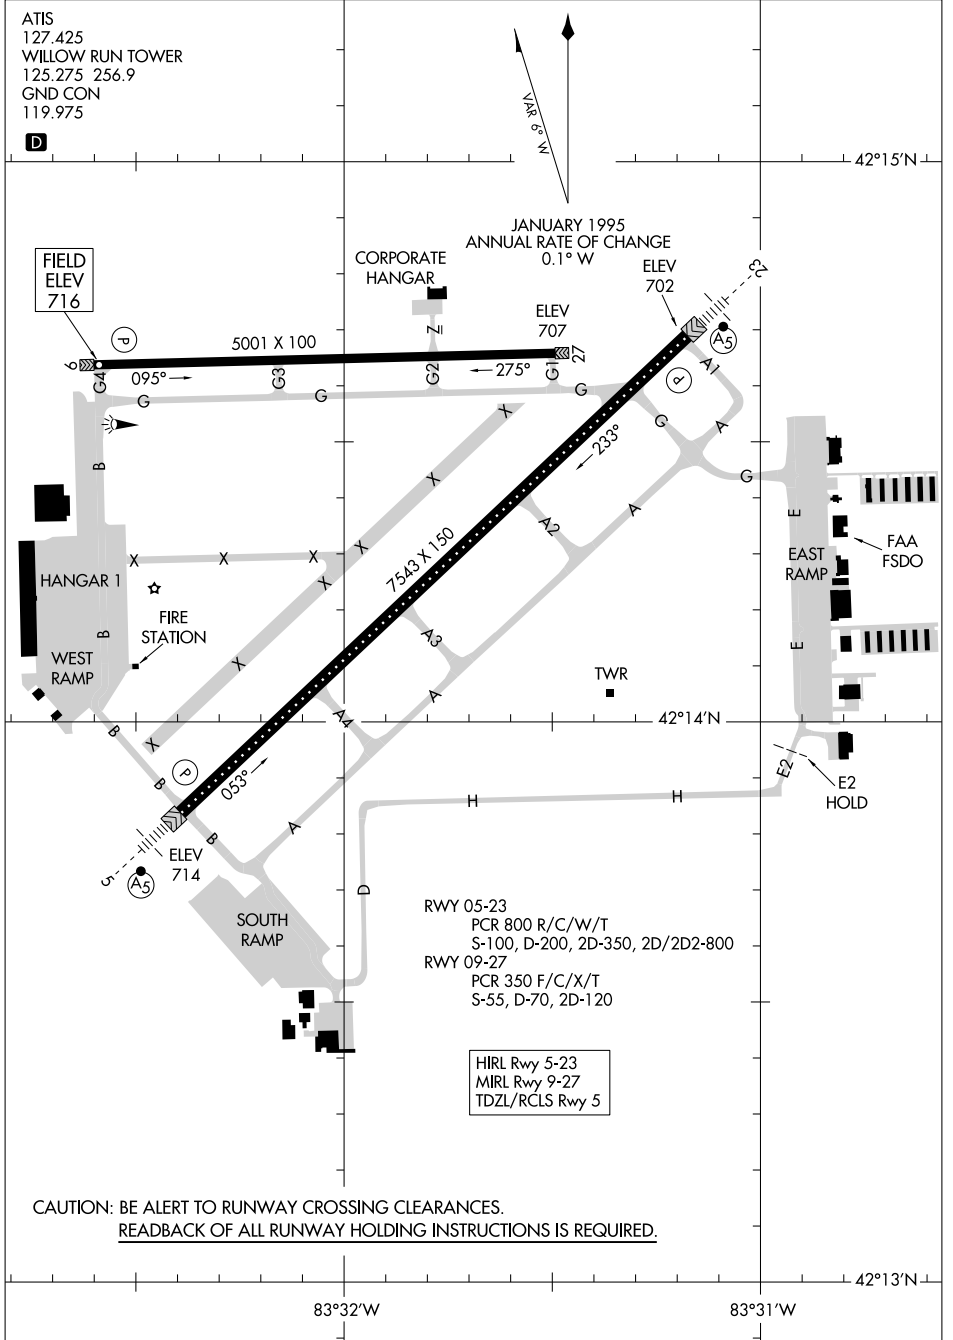 ATIS
127.425
WILLOW RUN TOWER
125.275 256.9
GND CON
119.975
D
VAR 6° W
42°15'N
JANUARY 1995
ANNUAL RATE OF CHANGE
0.1° W
FIELD
ELEV
716
CORPORATE
HANGAR
ELEV
702
23
A5
ELEV
707
P
Z
5001 X 100
9
27
G4
095°
G3
G2
275°
G1
G
G
G
A1
P
X
G
A
233°
B
X
G
A
A2
E
7543 X 150
X
X
X
X
HANGAR 1
X
EAST
RAMP
FAA
FSDO
FIRE
STATION
B
A3
WEST
RAMP
X
E
TWR
A
A4
42°14'N
B
X
P
053°
B
E2
E2
HOLD
H
H
A
B
5
A5
ELEV
714
D
SOUTH
RAMP
RWY 05-23
PCR 800 R/C/W/T
S-100, D-200, 2D-350, 2D/2D2-800
RWY 09-27
PCR 350 F/C/X/T
S-55, D-70, 2D-120
HIRL Rwy 5-23
MIRL Rwy 9-27
TDZL/RCLS Rwy 5
CAUTION: BE ALERT TO RUNWAY CROSSING CLEARANCES.
READBACK OF ALL RUNWAY HOLDING INSTRUCTIONS IS REQUIRED.
42°13'N
83°32'W
83°31'W